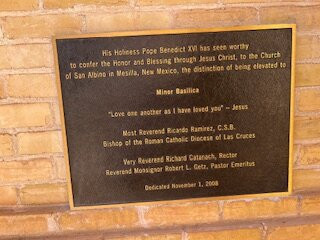 His Holiness Pope Benedict XVI has seen worthy
to confer the Honor and Blessing through Jesus Christ, to the Church
of San Albino in Mesilla, New Mexico, the distinction of being elevated to
Minor Basilica
"Love one another as I have loved you" – Jesus
Most Reverend Ricardo Ramirez, C.S.B.
Bishop of the Roman Catholic Diocese of Las Cruces
Very Reverend Richard Catanach, Rector
Reverend Monsignor Robert L. Getz, Pastor Emeritus
Dedicated November 1, 2008